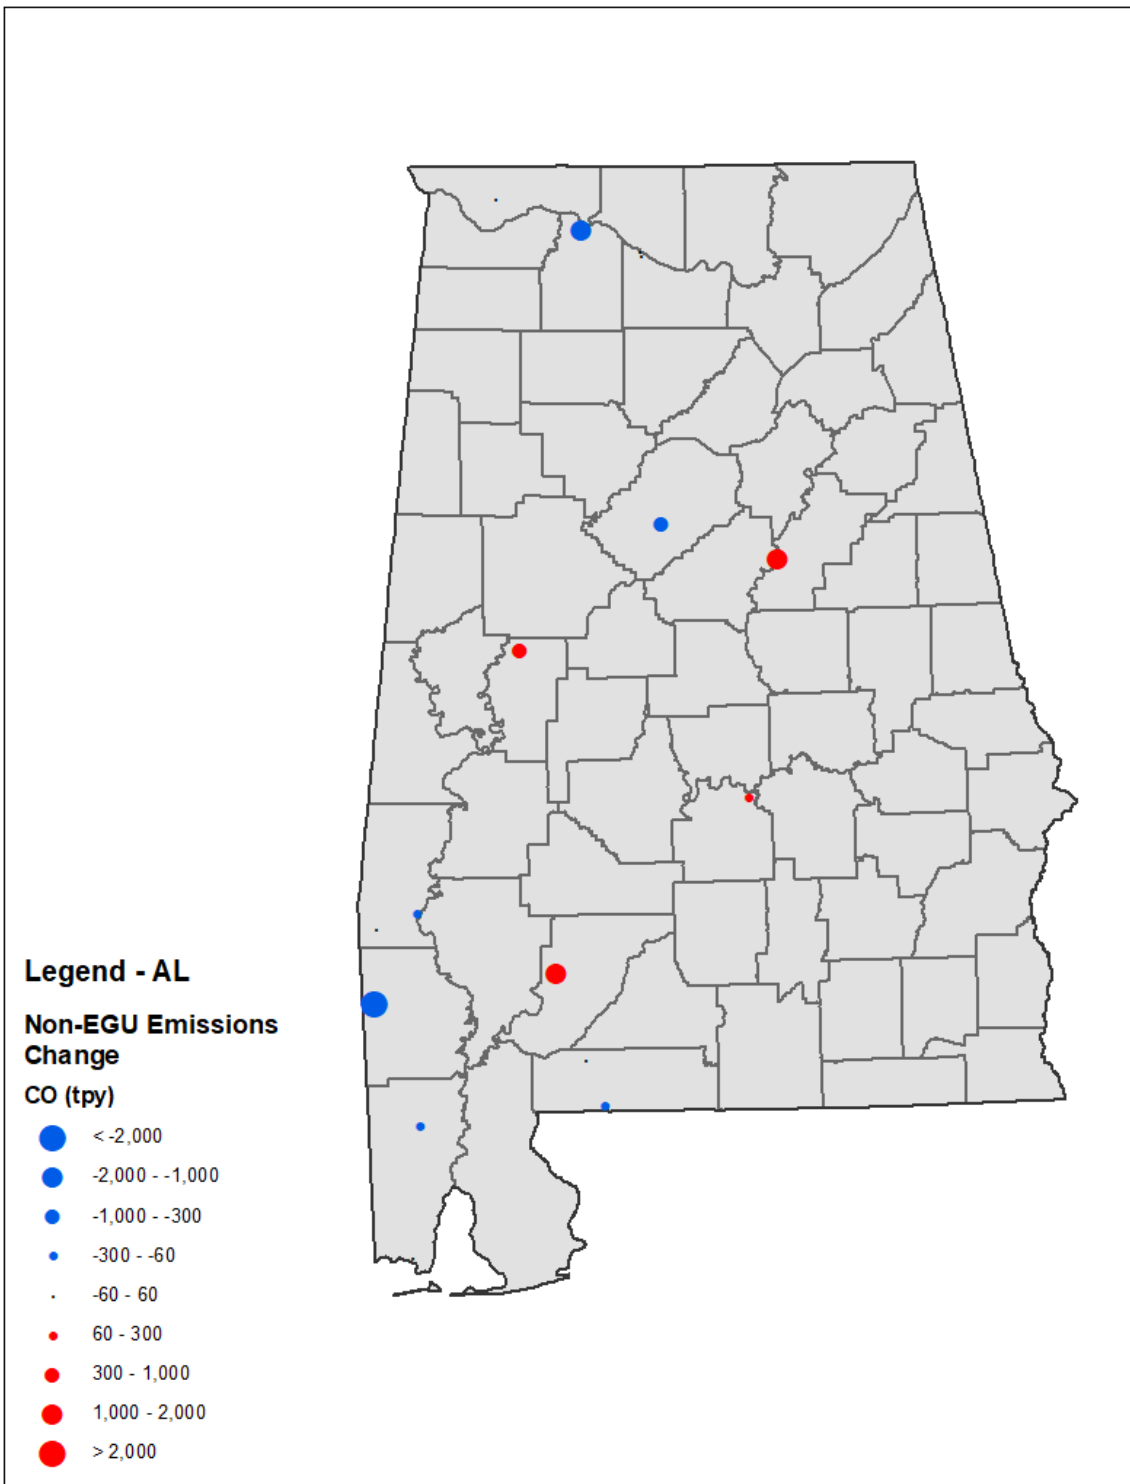 Legend - AL
Non-EGU Emissions
Change
CO (tpy)
< -2,000
-2,000 - -1,000
-1,000 - -300
-300 - -60
-60 - 60
60 - 300
300 - 1,000
1,000 - 2,000
> 2,000